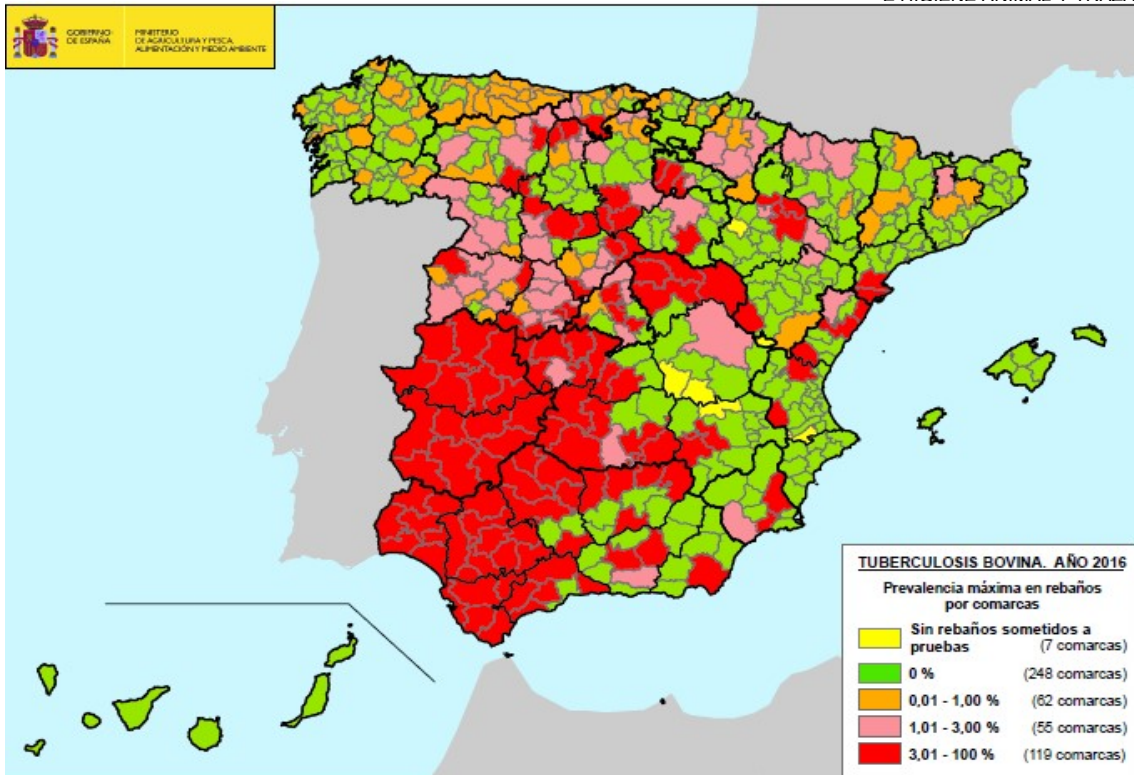 GOBIERNO
DE ESPAÑA
MINISTERIO
DE AGRICULTURA Y PESCA,
ALIMENTACIÓN Y MEDIO AMBIENTE
TUBERCULOSIS BOVINA. AÑO 2016
Prevalencia máxima en rebaños
por comarcas
Sin rebaños sometidos a
pruebas (7 comarcas)
0 % (248 comarcas)
0,01 - 1,00 % (62 comarcas)
1,01 - 3,00 % (55 comarcas)
3,01 - 100 % (119 comarcas)